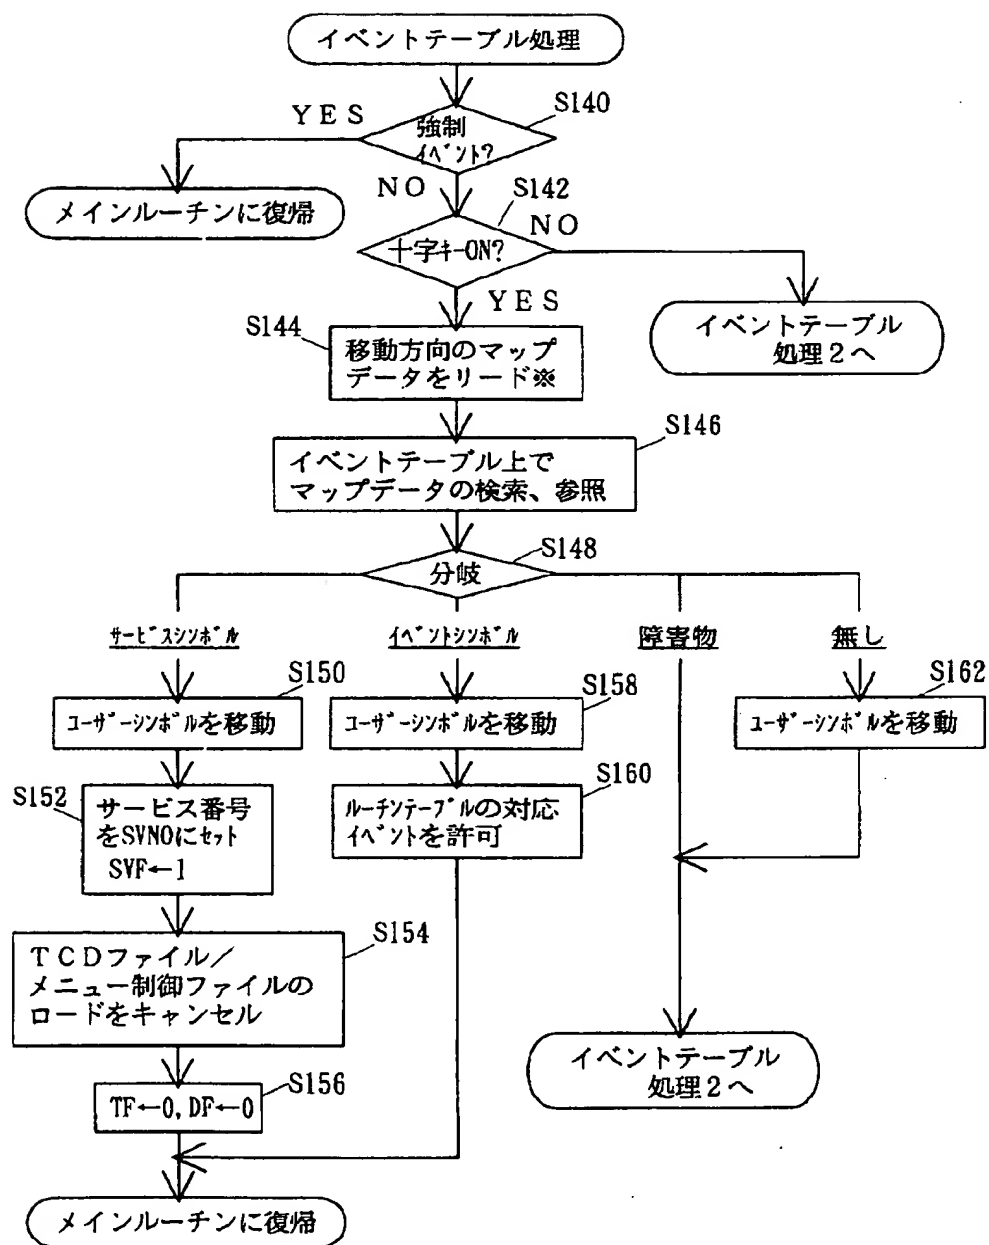 イベントテーブル処理
S140
YES
強制
イベント?
NO
メインルーチンに復帰
S142
NO
十字キーON?
YES
イベントテーブル
処理2へ
S144
移動方向のマップ
データをリード※
S146
イベントテーブル上で
マップデータの検索、参照
S148
分岐
サービスシンボル
イベントシンボル
障害物
無し
S150
ユーザーシンボルを移動
S158
ユーザーシンボルを移動
S162
ユーザーシンボルを移動
S152
サービス番号
をSVNOにセット
SVF←1
S160
ルーチンテーブルの対応
イベントを許可
S154
TCDファイル/
メニュー制御ファイルの
ロードをキャンセル
S156
TF←0, DF←0
イベントテーブル
処理2へ
メインルーチンに復帰